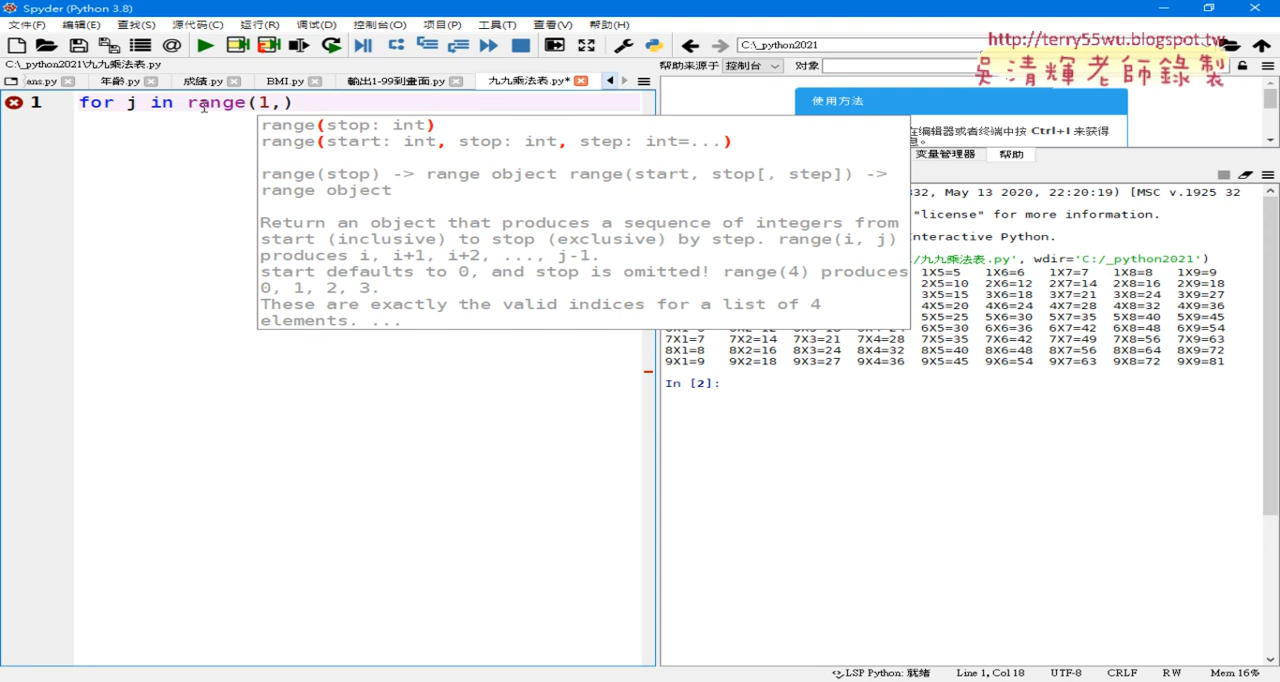 Spyder (Python 3.8)
文件(F) 编辑(E) 查找(S) 源代码(C) 运行(R) 调试(D) 控制台(O) 项目(P) 工具(T) 查看(V) 帮助(H)
C:\_python2021
http://terry55wu.blogspot.tw
吳清輝老師錄製
C:\_python2021\九九乘法表.py
帮助来源于 控制台 对象
ans.py 年齡.py 成績.py BMI.py 輸出1-99到畫面.py 九九乘法表.py*
1 for j in range(1,)
使用方法
range(stop: int)
range(start: int, stop: int, step: int=...)
range(stop) -> range object range(start, stop[, step]) ->
range object
Return an object that produces a sequence of integers from
start (inclusive) to stop (exclusive) by step. range(i, j)
produces i, i+1, i+2, ..., j-1.
start defaults to 0, and stop is omitted! range(4) produces
0, 1, 2, 3.
These are exactly the valid indices for a list of 4
elements. ...
在编辑器或者终端中按 Ctrl+I 来获得
息。
变量管理器 帮助
32, May 13 2020, 22:20:19) [MSC v.1925 32
"license" for more information.
nteractive Python.
/九九乘法表.py', wdir='C:/_python2021')
1X5=5 1X6=6 1X7=7 1X8=8 1X9=9
2X5=10 2X6=12 2X7=14 2X8=16 2X9=18
3X5=15 3X6=18 3X7=21 3X8=24 3X9=27
4X5=20 4X6=24 4X7=28 4X8=32 4X9=36
5X5=25 5X6=30 5X7=35 5X8=40 5X9=45
6X5=30 6X6=36 6X7=42 6X8=48 6X9=54
7X1=7 7X2=14 7X3=21 7X4=28 7X5=35 7X6=42 7X7=49 7X8=56 7X9=63
8X1=8 8X2=16 8X3=24 8X4=32 8X5=40 8X6=48 8X7=56 8X8=64 8X9=72
9X1=9 9X2=18 9X3=27 9X4=36 9X5=45 9X6=54 9X7=63 9X8=72 9X9=81
In [2]:
LSP Python: 就绪 Line 1, Col 18 UTF-8 CRLF RW Mem 16%